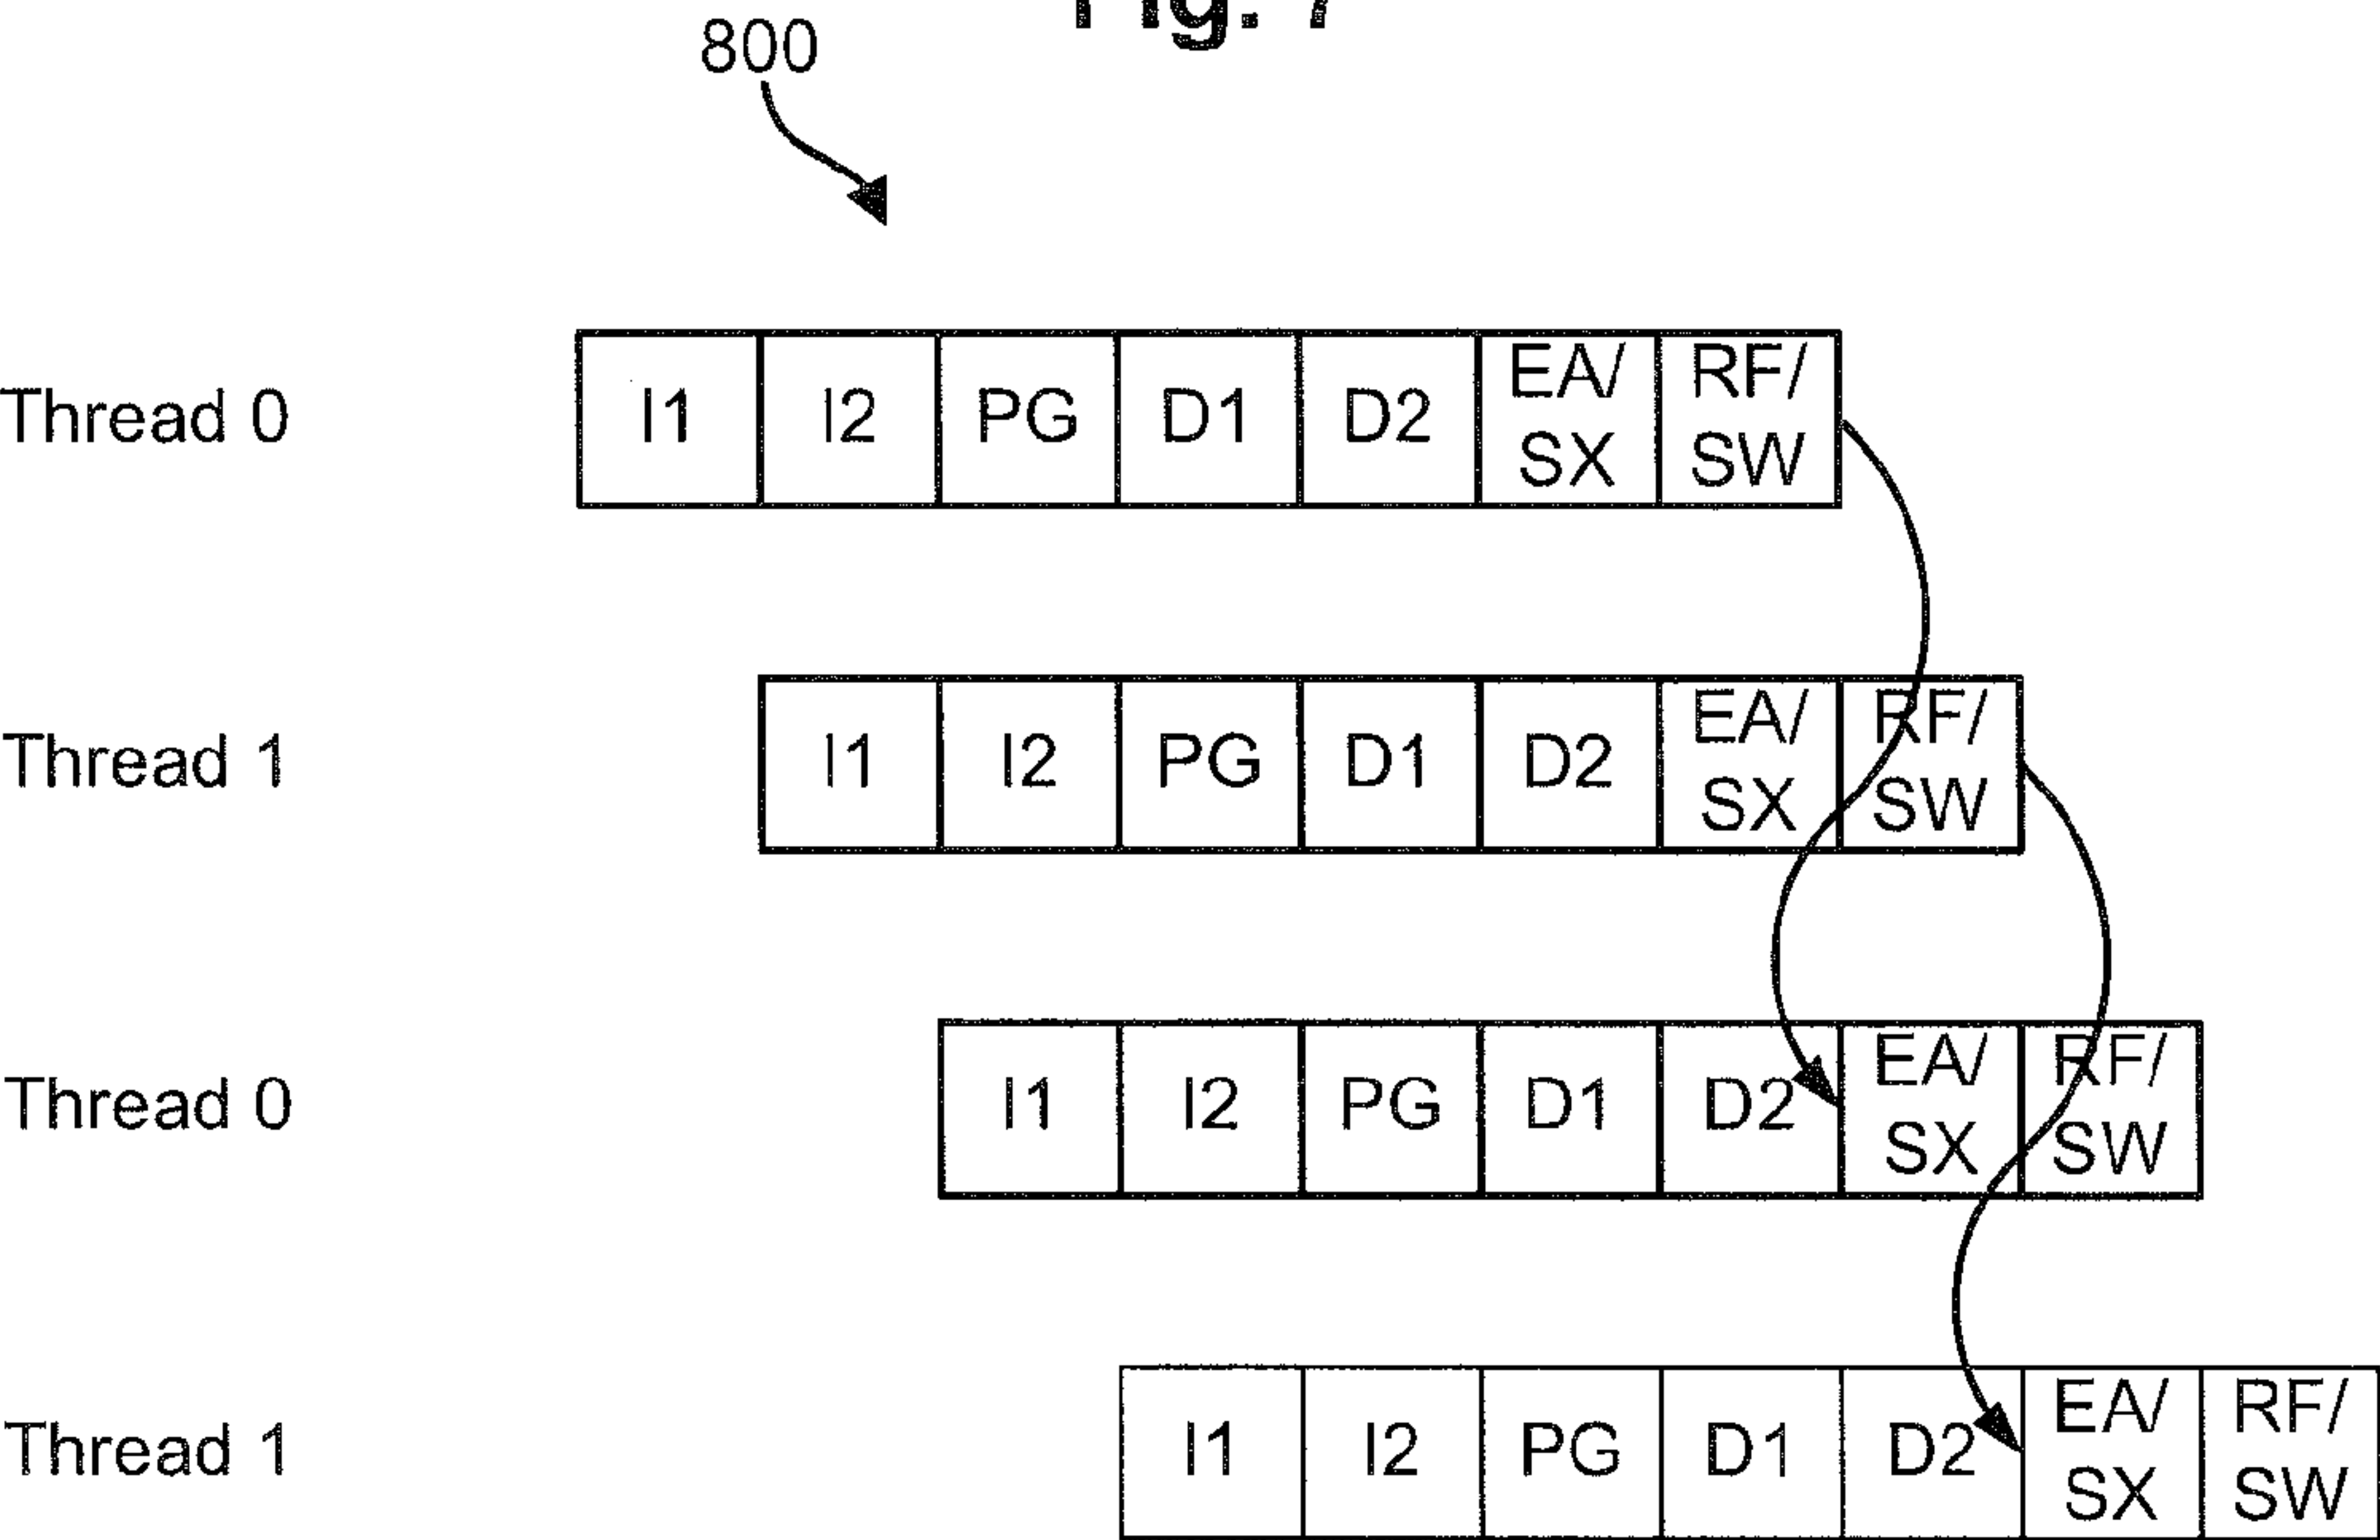 Fig. 7
800
Thread 0
I1 I2 PG D1 D2 EA/ SX RF/ SW
Thread 1
I1 I2 PG D1 D2 EA/ SX RF/ SW
Thread 0
I1 I2 PG D1 D2 EA/ SX RF/ SW
Thread 1
I1 I2 PG D1 D2 EA/ SX RF/ SW